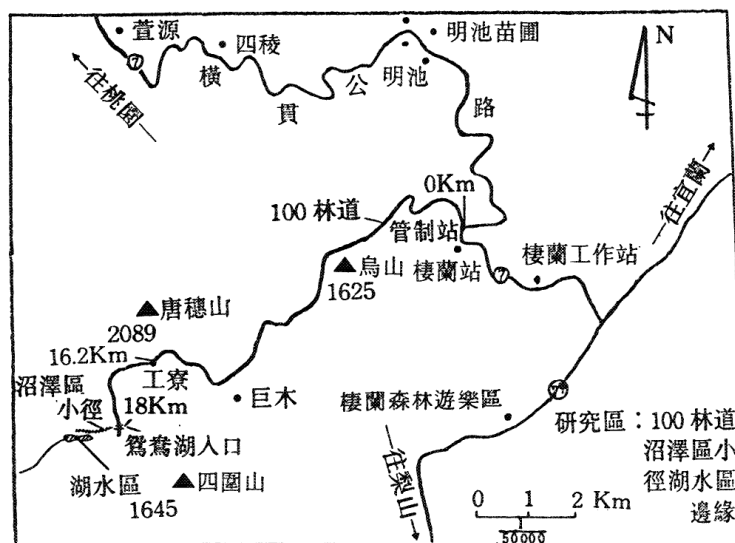 萱源
四稜
明池苗圃
N
⑦
橫貫公路
明池
←往桃園—
0Km
←往宜蘭—
100 林道
管制站
烏山
1625
棲蘭站
⑦
棲蘭工作站
唐穗山
2089
16.2Km
工寮
沼澤區
小徑
18Km
巨木
鴛鴦湖入口
湖水區
四圍山
1645
棲蘭森林遊樂區
—往梨山→
研究區：100 林道
沼澤區小
徑湖水區
邊緣
0 1 2 Km
50000